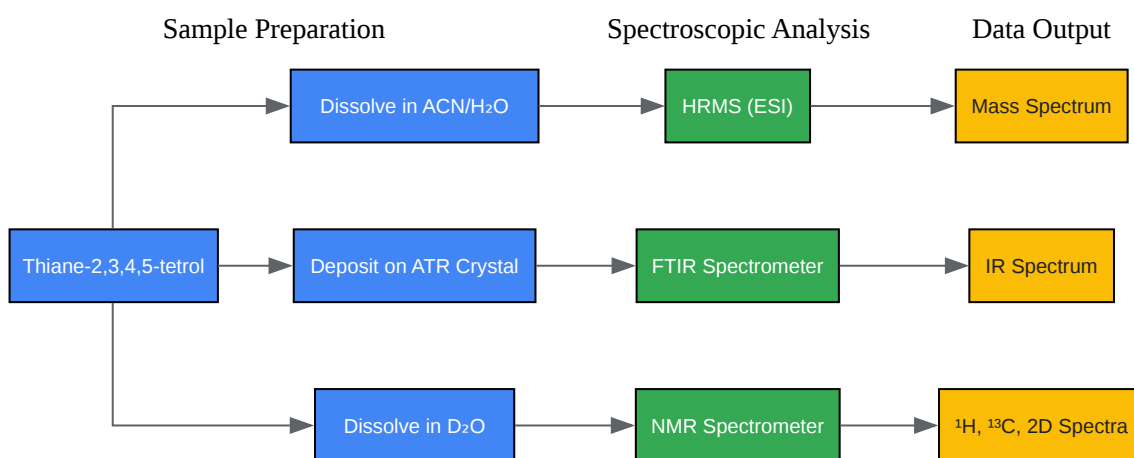 Sample Preparation
Spectroscopic Analysis
Data Output
Dissolve in ACN/H₂O
HRMS (ESI)
Mass Spectrum
Thiane-2,3,4,5-tetrol
Deposit on ATR Crystal
FTIR Spectrometer
IR Spectrum
Dissolve in D₂O
NMR Spectrometer
¹H, ¹³C, 2D Spectra